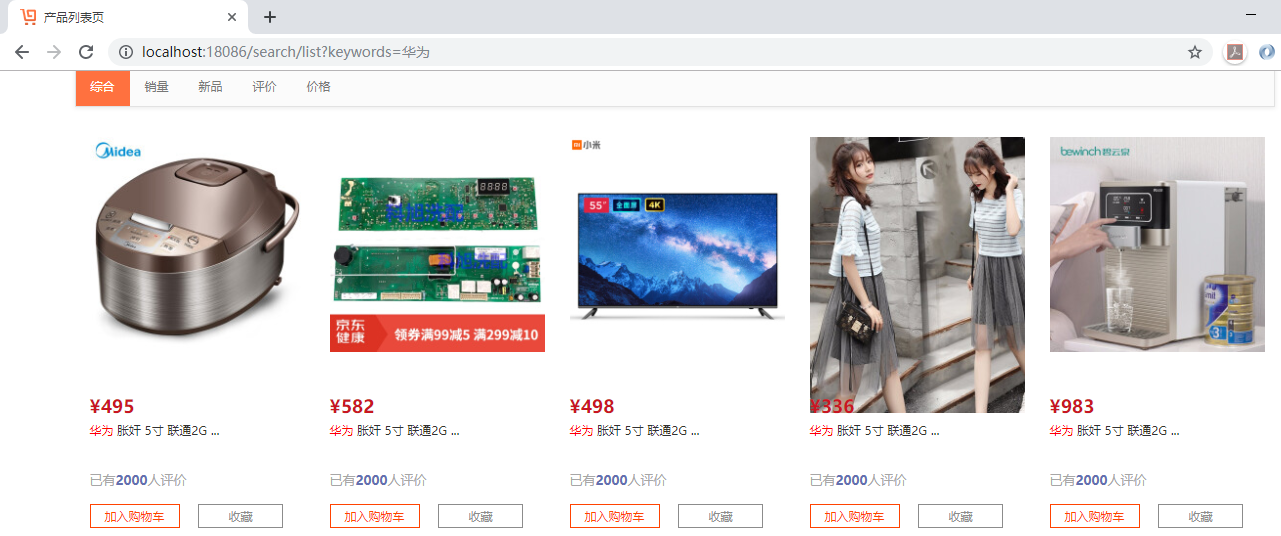 产品列表页
localhost:18086/search/list?keywords=华为
综合 销量 新品 评价 价格
Midea
小米
55" 全面屏 4K
bewinch 碧云泉
京东健康 领券满99减5 满299减10
¥495 ¥582 ¥498 ¥336 ¥983
华为 胀奸 5寸 联通2G ... 华为 胀奸 5寸 联通2G ... 华为 胀奸 5寸 联通2G ... 华为 胀奸 5寸 联通2G ... 华为 胀奸 5寸 联通2G ...
已有2000人评价 已有2000人评价 已有2000人评价 已有2000人评价 已有2000人评价
加入购物车 收藏 加入购物车 收藏 加入购物车 收藏 加入购物车 收藏 加入购物车 收藏